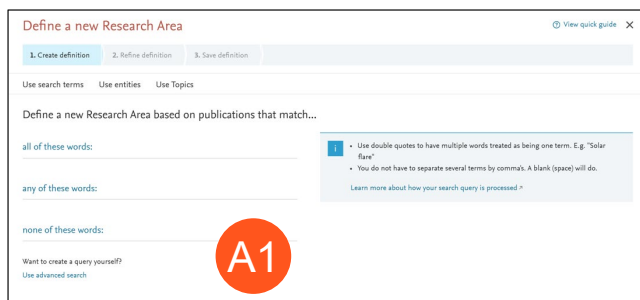 Define a new Research Area
View quick guide
1. Create definition 2. Refine definition 3. Save definition
Use search terms Use entities Use Topics
Define a new Research Area based on publications that match...
all of these words:
• Use double quotes to have multiple words treated as being one term. E.g. "Solar
flare"
• You do not have to separate several terms by comma's. A blank (space) will do.
Learn more about how your search query is processed ↗
any of these words:
none of these words:
Want to create a query yourself?
Use advanced search
A1